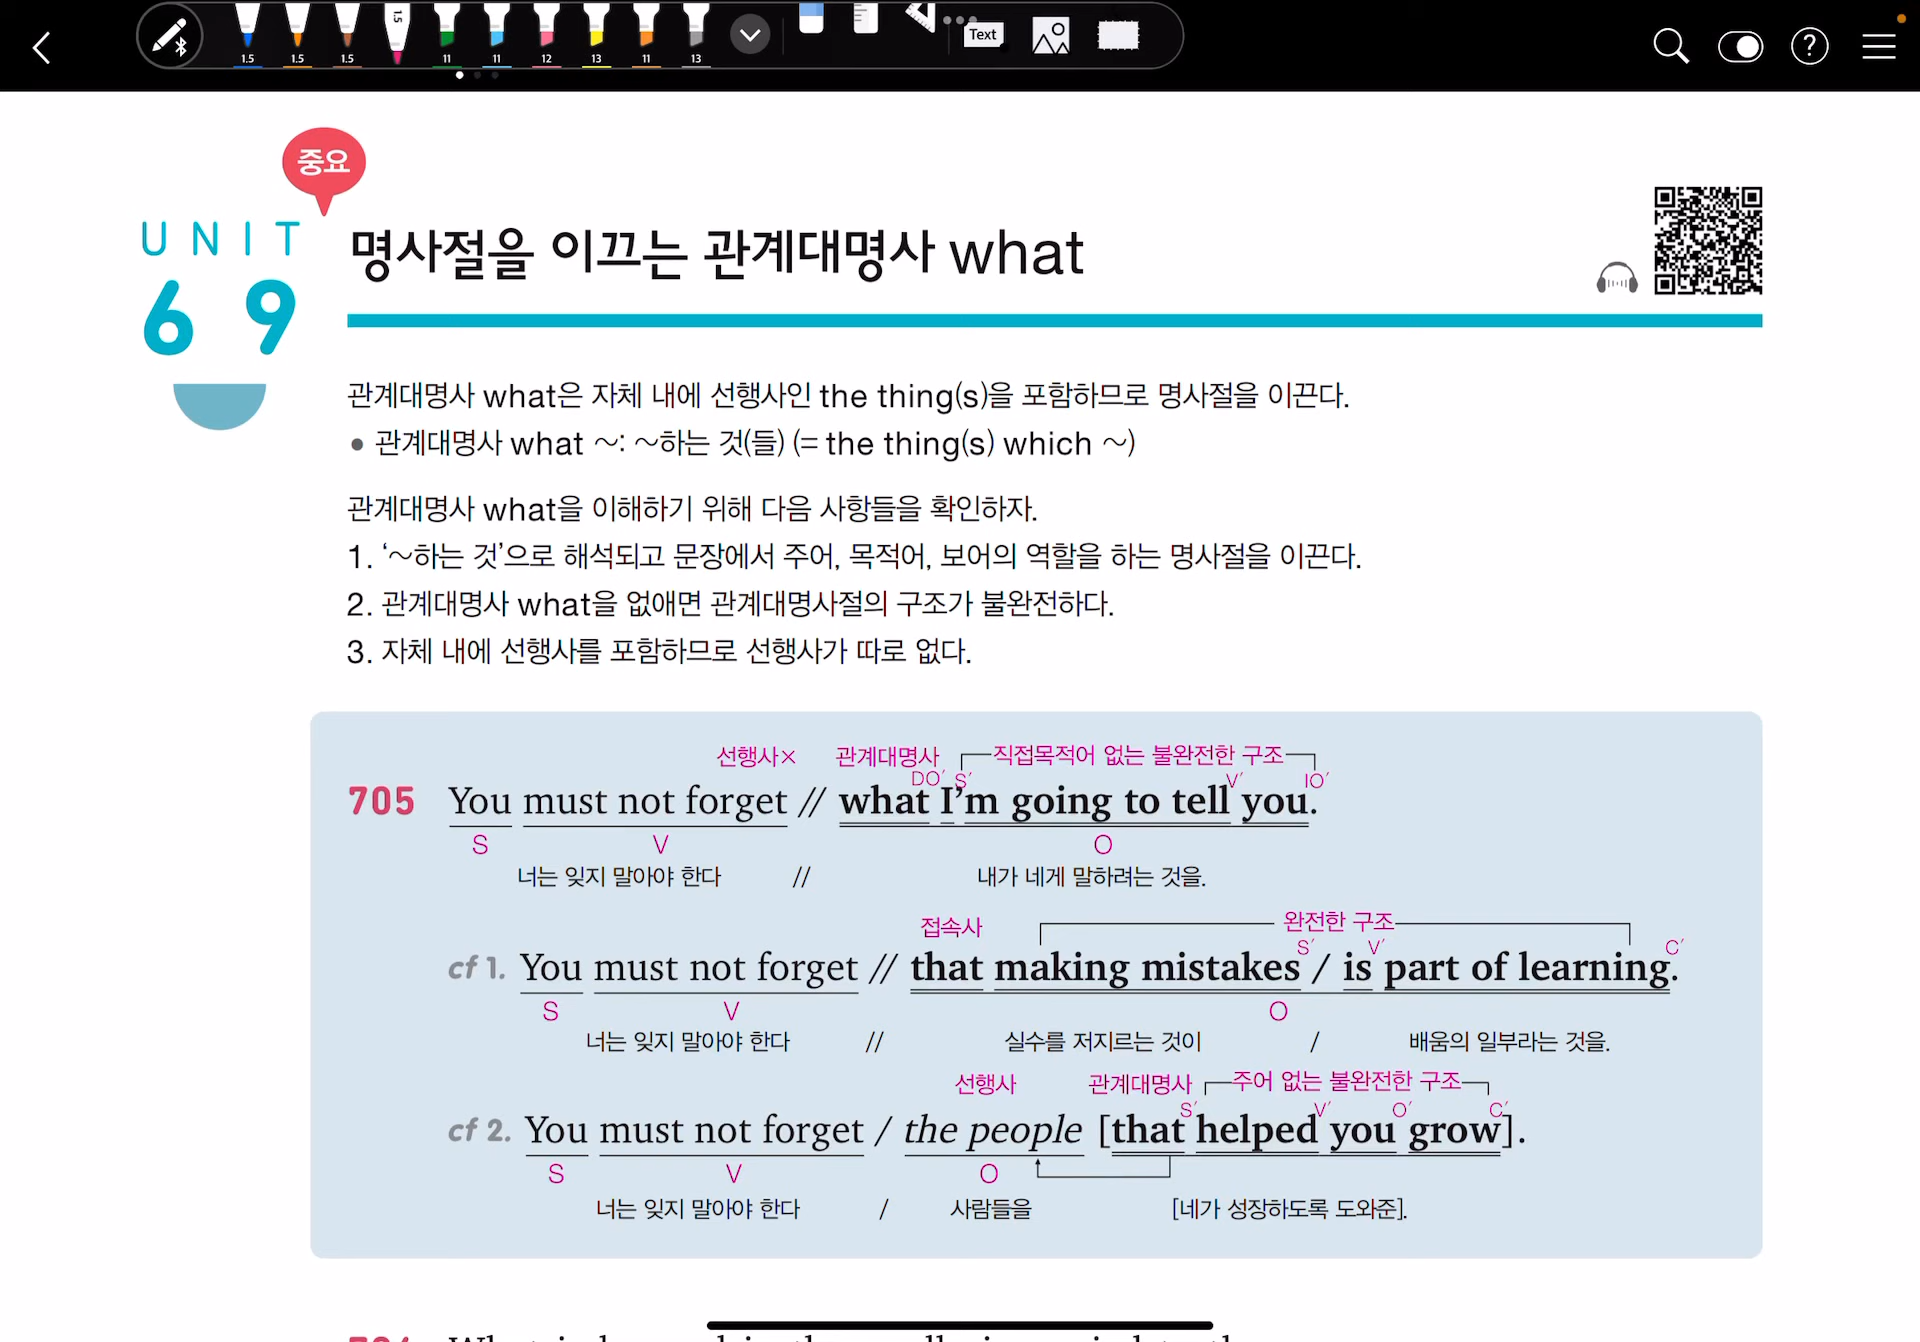 1.5 1.5 1.5 1.5 11 11 12 13 11 13 Text
중요
UNIT
69
명사절을 이끄는 관계대명사 what
관계대명사 what은 자체 내에 선행사인 the thing(s)을 포함하므로 명사절을 이끈다.
● 관계대명사 what ~: ~하는 것(들) (= the thing(s) which ~)
관계대명사 what을 이해하기 위해 다음 사항들을 확인하자.
1. ‘~하는 것’으로 해석되고 문장에서 주어, 목적어, 보어의 역할을 하는 명사절을 이끈다.
2. 관계대명사 what을 없애면 관계대명사절의 구조가 불완전하다.
3. 자체 내에 선행사를 포함하므로 선행사가 따로 없다.
선행사× 관계대명사 직접목적어 없는 불완전한 구조
DO′ S′ V′ IO′
705 You must not forget // what I’m going to tell you.
S V O
너는 잊지 말아야 한다 // 내가 네게 말하려는 것을.
접속사 완전한 구조
S′ V′ C′
cf 1. You must not forget // that making mistakes / is part of learning.
S V O
너는 잊지 말아야 한다 // 실수를 저지르는 것이 / 배움의 일부라는 것을.
선행사 관계대명사 주어 없는 불완전한 구조
S′ V′ O′ C′
cf 2. You must not forget / the people [that helped you grow].
S V O
너는 잊지 말아야 한다 / 사람들을 [네가 성장하도록 도와준].